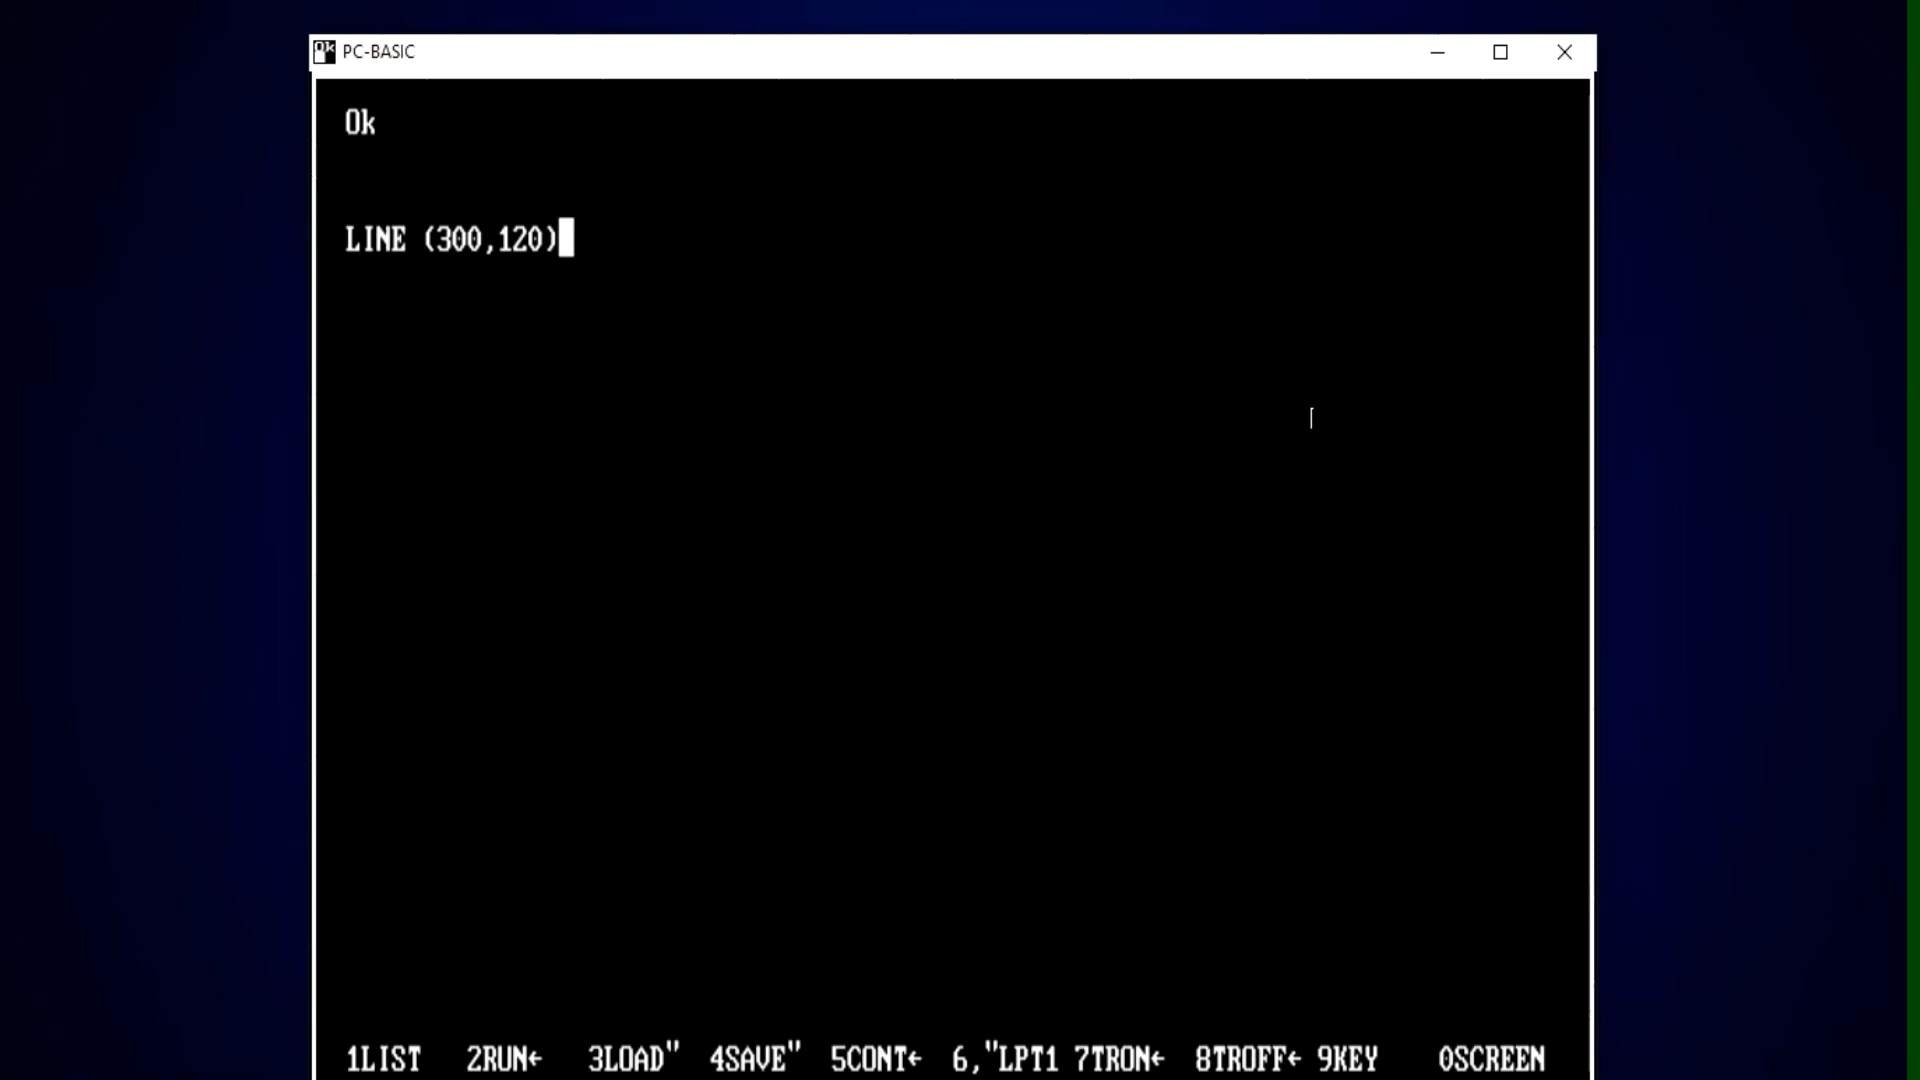 PC-BASIC
Ok
LINE (300,120)
1LIST 2RUN← 3LOAD" 4SAVE" 5CONT← 6,"LPT1 7TRON← 8TROFF← 9KEY 0SCREEN